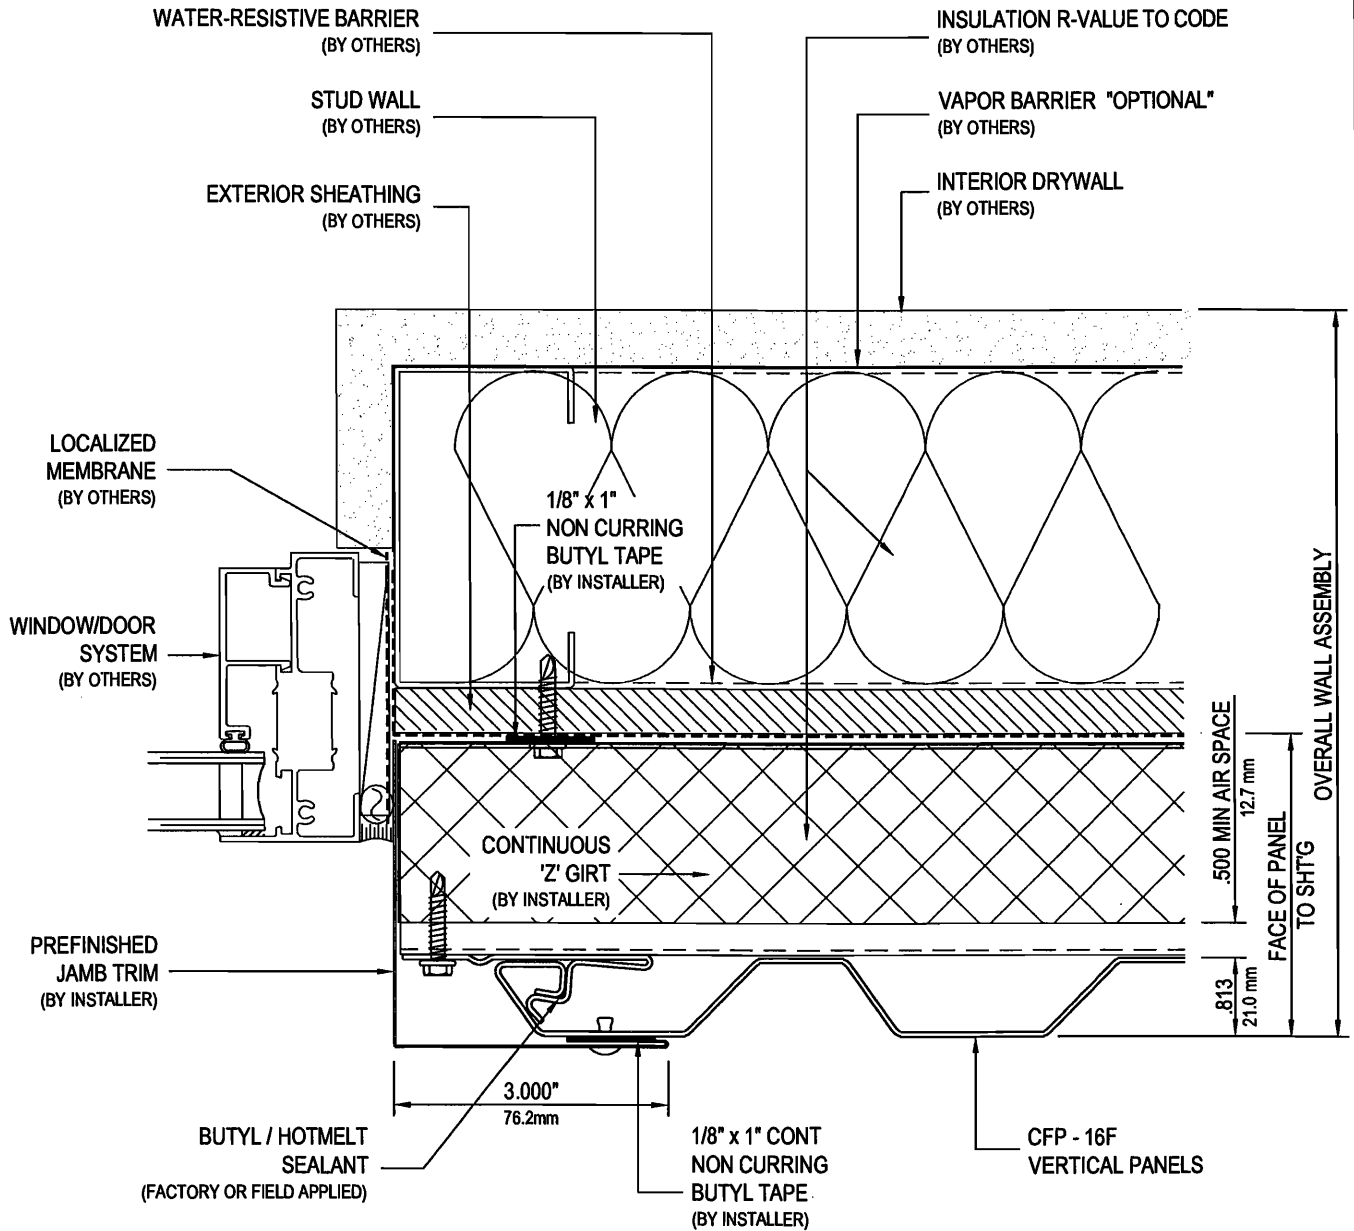 WATER-RESISTIVE BARRIER
(BY OTHERS)
STUD WALL
(BY OTHERS)
EXTERIOR SHEATHING
(BY OTHERS)
INSULATION R-VALUE TO CODE
(BY OTHERS)
VAPOR BARRIER "OPTIONAL"
(BY OTHERS)
INTERIOR DRYWALL
(BY OTHERS)
LOCALIZED
MEMBRANE
(BY OTHERS)
1/8" x 1"
NON CURRING
BUTYL TAPE
(BY INSTALLER)
WINDOW/DOOR
SYSTEM
(BY OTHERS)
CONTINUOUS
'Z' GIRT
(BY INSTALLER)
PREFINISHED
JAMB TRIM
(BY INSTALLER)
.500 MIN AIR SPACE
12.7 mm
.813
21.0 mm
FACE OF PANEL
TO SHT'G
OVERALL WALL ASSEMBLY
3.000"
76.2mm
BUTYL / HOTMELT
SEALANT
(FACTORY OR FIELD APPLIED)
1/8" x 1" CONT
NON CURRING
BUTYL TAPE
(BY INSTALLER)
CFP - 16F
VERTICAL PANELS